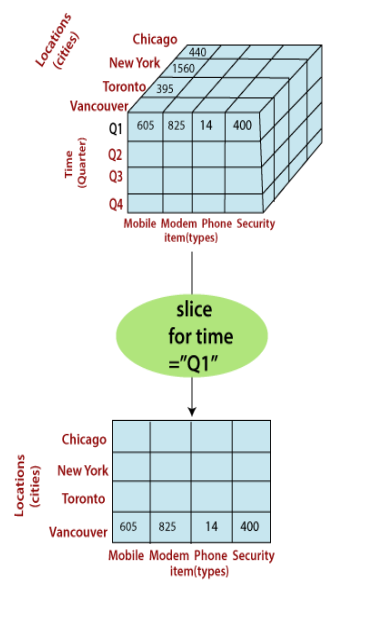 Locations
(cities)
Chicago
440
New York
1560
Toronto
395
Vancouver
Q1 605 825 14 400
Time
(Quarter)
Q2
Q3
Q4
Mobile Modem Phone Security
item(types)
slice
for time
="Q1"
Locations
(cities)
Chicago
New York
Toronto
Vancouver 605 825 14 400
Mobile Modem Phone Security
item(types)